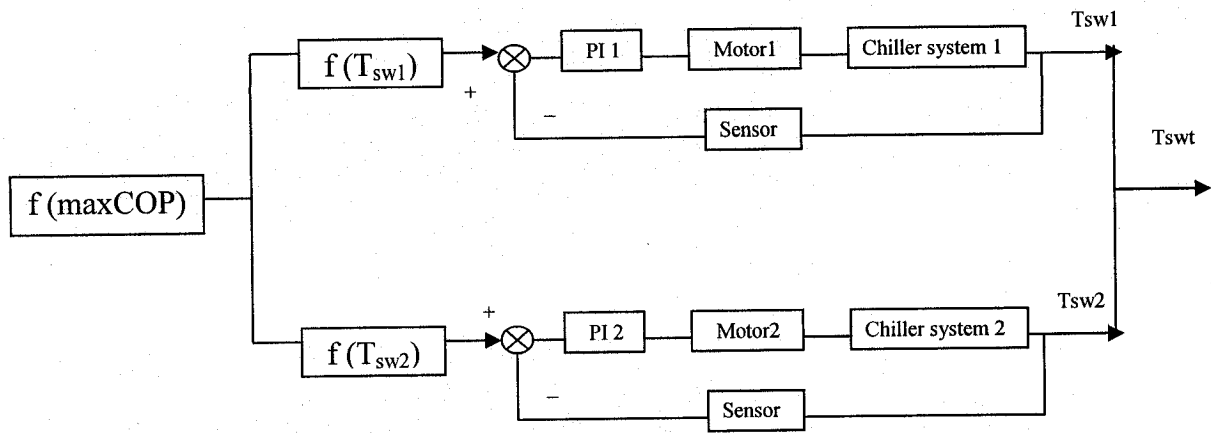 Tsw1
f (Tsw1)
PI 1
Motor1
Chiller system 1
+
−
Sensor
Tswt
f (maxCOP)
Tsw2
+
f (Tsw2)
PI 2
Motor2
Chiller system 2
−
Sensor